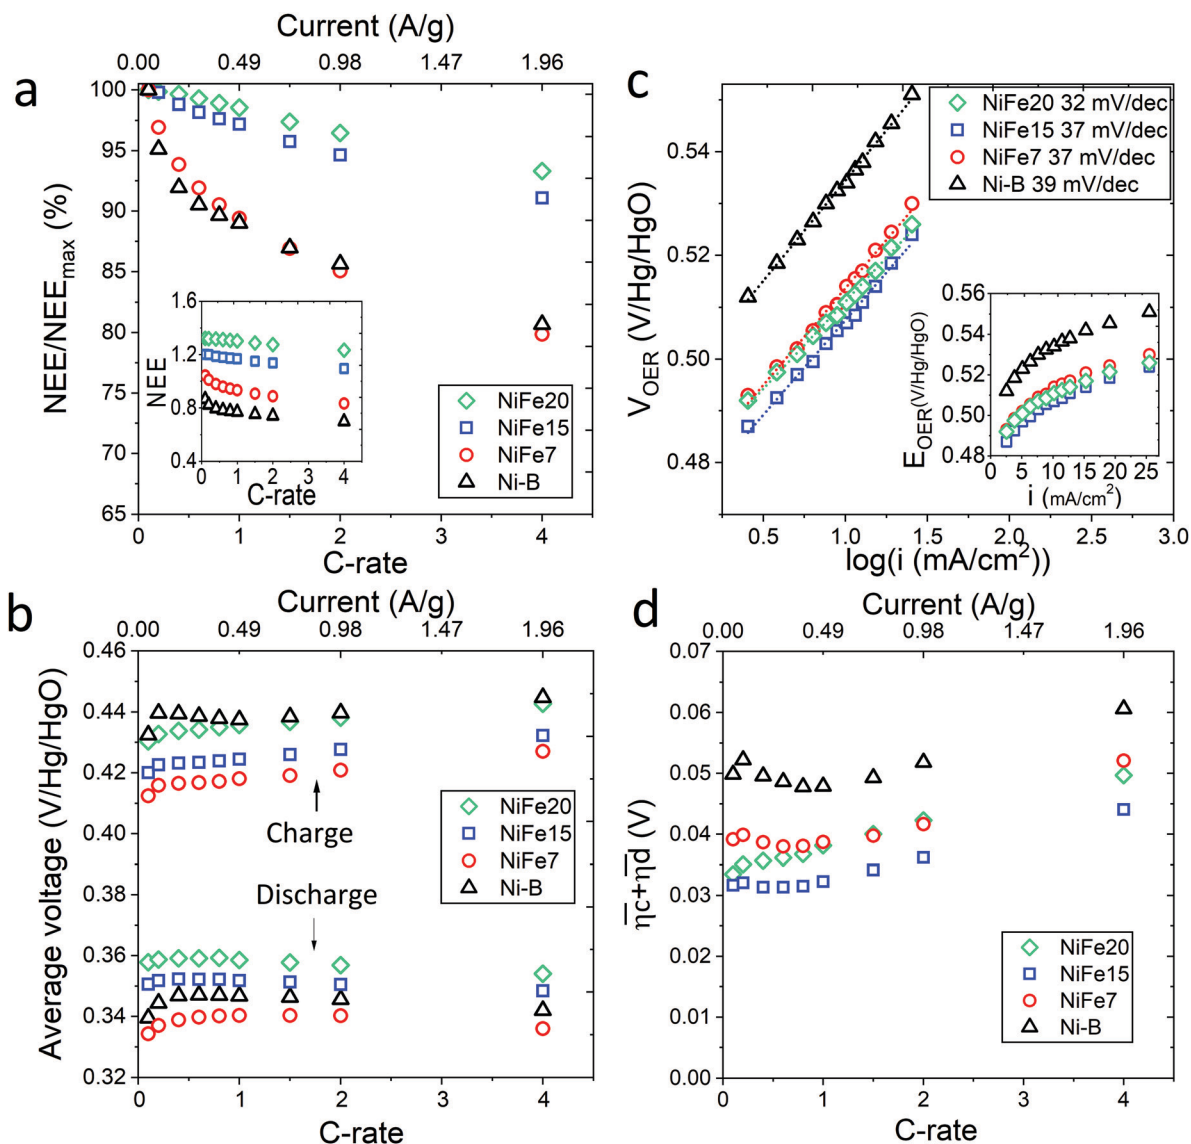 a
Current (A/g)
0.00 0.49 0.98 1.47 1.96
NEE/NEEmax (%)
100
95
90
85
80
75
70
65
NEE
1.6
1.2
0.8
0.4
0 1 2 3 4
C-rate
NiFe20
NiFe15
NiFe7
Ni-B
0 1 2 3 4
C-rate
c
VOER (V/Hg/HgO)
0.54
0.52
0.50
0.48
NiFe20 32 mV/dec
NiFe15 37 mV/dec
NiFe7 37 mV/dec
Ni-B 39 mV/dec
EOER(V/Hg/HgO)
0.56
0.54
0.52
0.50
0.48
0 5 10 15 20 25
i (mA/cm²)
0.5 1.0 1.5 2.0 2.5 3.0
log(i (mA/cm²))
b
Current (A/g)
0.00 0.49 0.98 1.47 1.96
Average voltage (V/Hg/HgO)
0.46
0.44
0.42
0.40
0.38
0.36
0.34
0.32
Charge
Discharge
NiFe20
NiFe15
NiFe7
Ni-B
0 1 2 3 4
C-rate
d
Current (A/g)
0.00 0.49 0.98 1.47 1.96
η̅c+η̅d (V)
0.07
0.06
0.05
0.04
0.03
0.02
0.01
0.00
NiFe20
NiFe15
NiFe7
Ni-B
0 1 2 3 4
C-rate